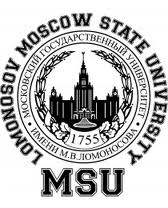 LOMONOSOV MOSCOW STATE UNIVERSITY
МОСКОВСКИЙ ГОСУДАРСТВЕННЫЙ УНИВЕРСИТЕТ
ИМЕНИ М.В.ЛОМОНОСОВА
1755
MSU